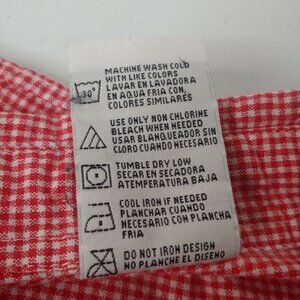 MACHINE WASH COLD
WITH LIKE COLORS
LAVAR EN LAVADORA
EN AQUA FRIA CON
COLORES SIMILARES
30°
USE ONLY NON CHLORINE
BLEACH WHEN NEEDED
USAR BLANQUEADOR SIN
CLORO CUANDO NECESARIO
TUMBLE DRY LOW
SECAR EN SECADORA
ATEMPERATURA BAJA
COOL IRON IF NEEDED
PLANCHAR CUANDO
NECESARIO CON PLANCHA
FRIA
DO NOT IRON DESIGN
NO PLANCHE EL DISENO